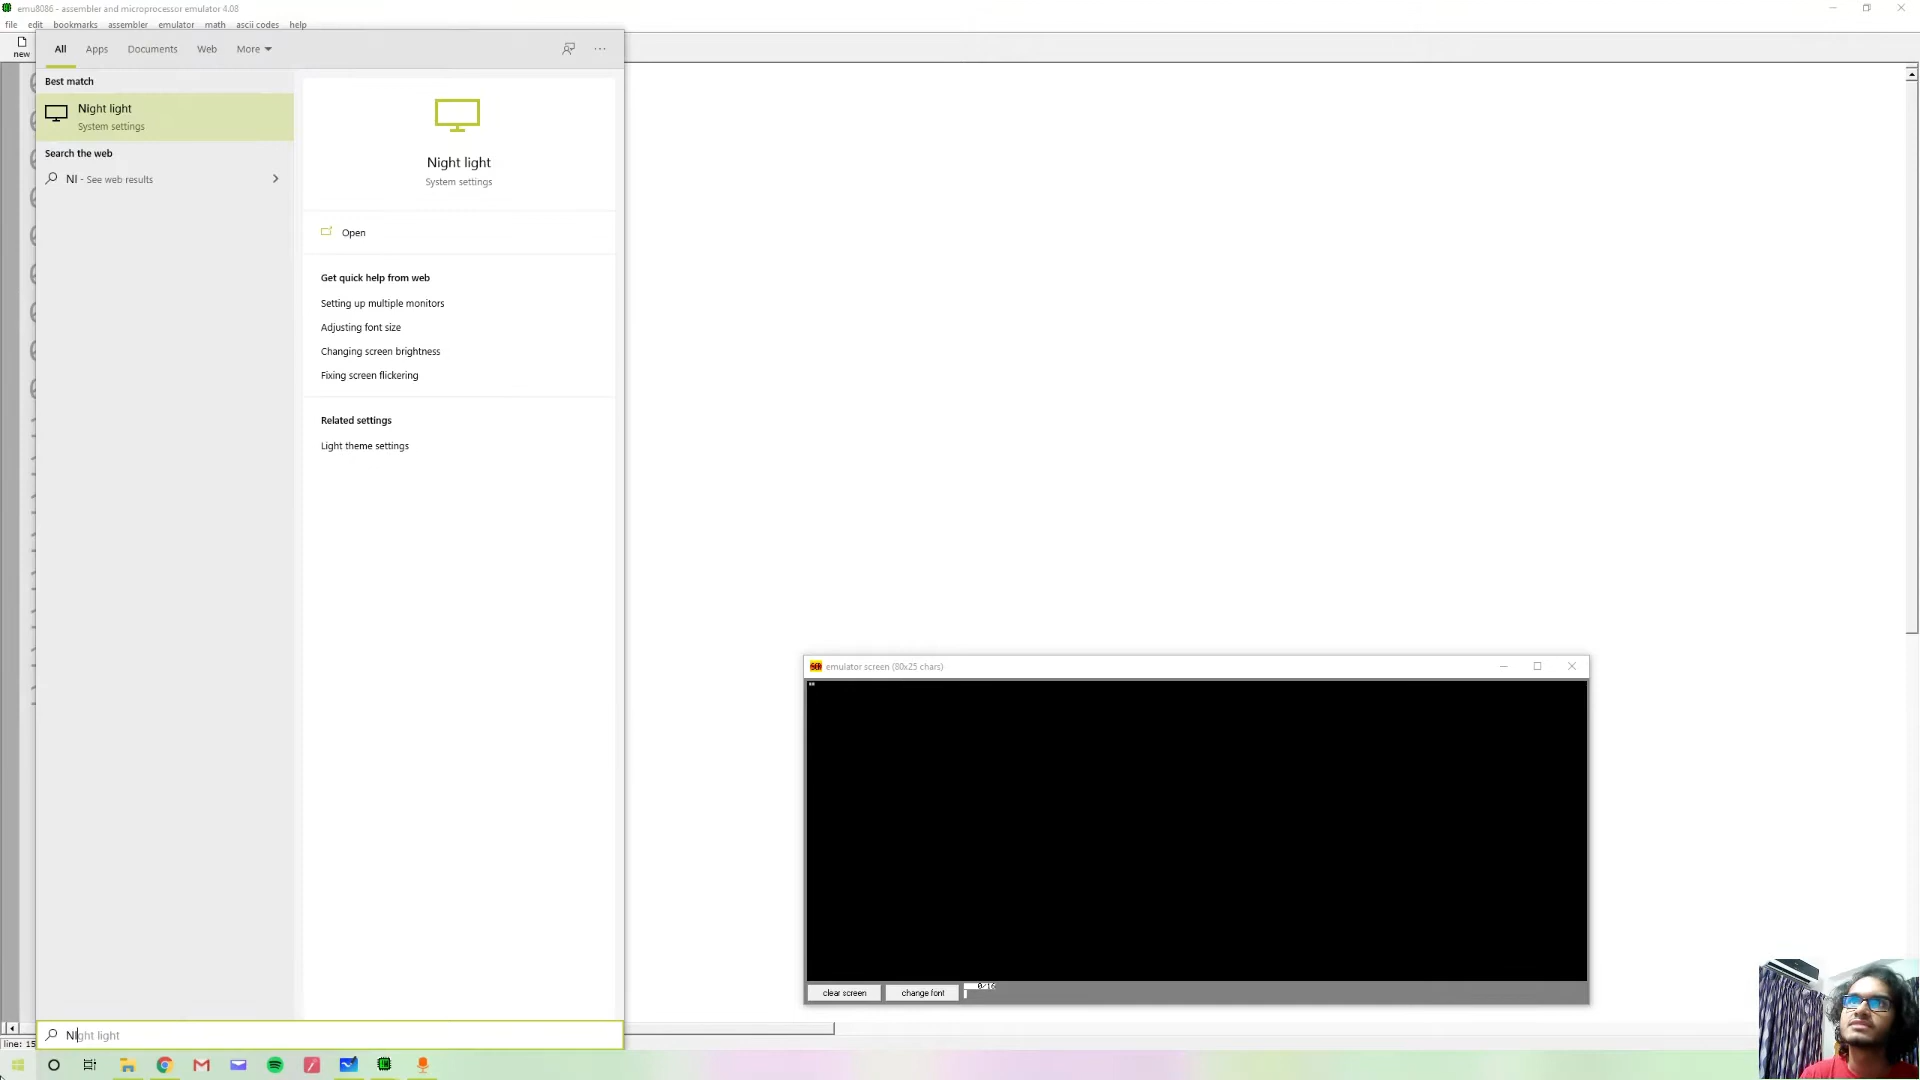 emu8086 - assembler and microprocessor emulator 4.08
file edit bookmarks assembler emulator math ascii codes help
new
All Apps Documents Web More
Best match
Night light
System settings
Search the web
NI - See web results
Night light
System settings
Open
Get quick help from web
Setting up multiple monitors
Adjusting font size
Changing screen brightness
Fixing screen flickering
Related settings
Light theme settings
emulator screen (80x25 chars)
clear screen change font 0/16
NIght light
line: 15